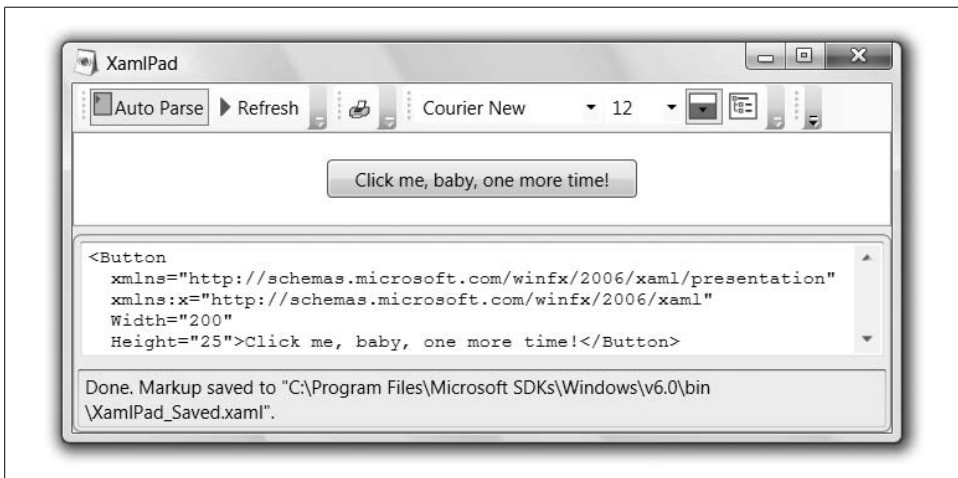 XamlPad
Auto Parse Refresh Courier New 12
Click me, baby, one more time!
<Button
xmlns="http://schemas.microsoft.com/winfx/2006/xaml/presentation"
xmlns:x="http://schemas.microsoft.com/winfx/2006/xaml"
Width="200"
Height="25">Click me, baby, one more time!</Button>
Done. Markup saved to "C:\Program Files\Microsoft SDKs\Windows\v6.0\bin
\XamlPad_Saved.xaml".